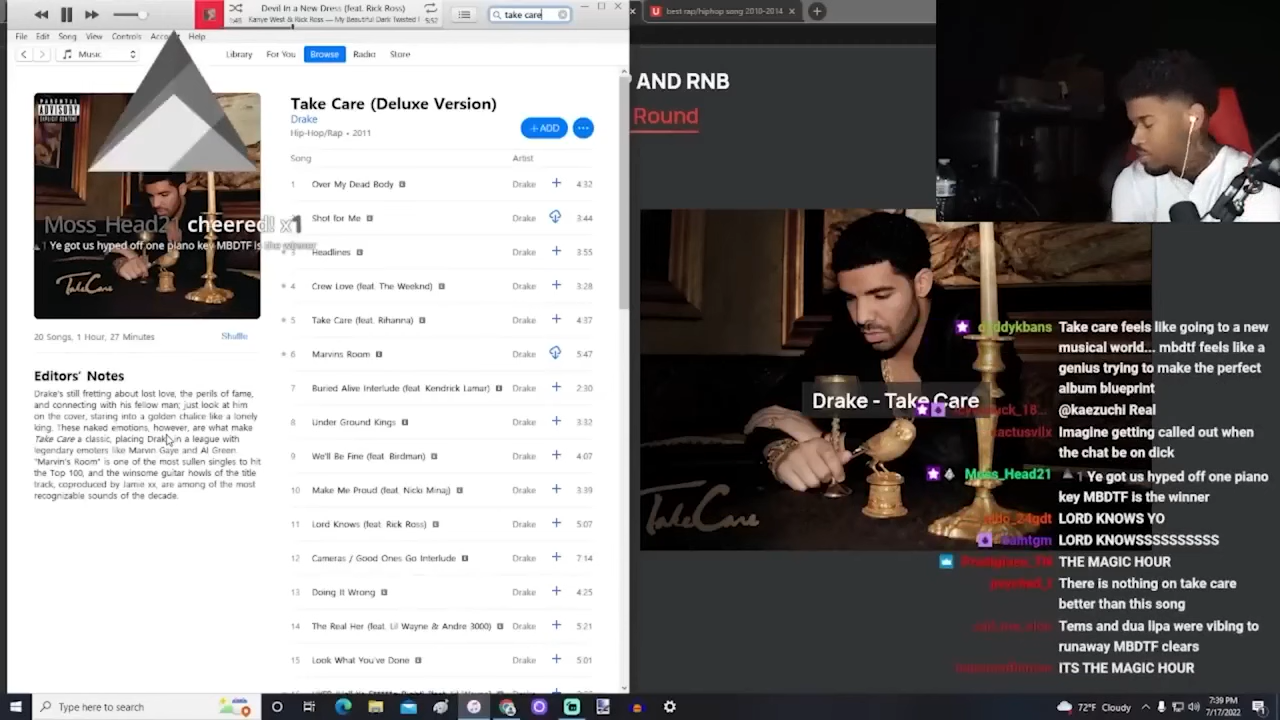 Devil In a New Dress (feat. Rick Ross)
3:45
Kanye West & Rick Ross — My Beautiful Dark Twisted
5:52
take care
best rap/hiphop song 2010-2014
File Edit Song View Controls Help
Music
Library For You Browse Radio Store
PARENTAL
ADVISORY
EXPLICIT CONTENT
Take Care
Take Care (Deluxe Version)
Drake
Hip-Hop/Rap • 2011
+ADD
Song Artist
1 Over My Dead Body Drake 4:32
Shot for Me Drake 3:44
Headlines Drake 3:55
4 Crew Love (feat. The Weeknd) Drake 3:28
5 Take Care (feat. Rihanna) Drake 4:37
6 Marvins Room Drake 5:47
7 Buried Alive Interlude (feat. Kendrick Lamar) Drake 2:30
8 Under Ground Kings Drake 3:32
9 We'll Be Fine (feat. Birdman) Drake 4:07
10 Make Me Proud (feat. Nicki Minaj) Drake 3:39
11 Lord Knows (feat. Rick Ross) Drake 5:07
12 Cameras / Good Ones Go Interlude Drake 7:14
13 Doing It Wrong Drake 4:25
14 The Real Her (feat. Lil Wayne & Andre 3000) Drake 5:21
15 Look What You've Done Drake 5:01
Moss_Head21 cheered! x1
1 Ye got us hyped off one piano key MBDTF is the winner
20 Songs, 1 Hour, 27 Minutes
Shuffle
Editors' Notes
Drake's still fretting about lost love, the perils of fame,
and connecting with his fellow man; just look at him
on the cover, staring into a golden chalice like a lonely
king. These naked emotions, however, are what make
Take Care a classic, placing Drake in a league with
legendary emoters like Marvin Gaye and Al Green.
"Marvin's Room" is one of the most sullen singles to hit
the Top 100, and the winsome guitar howls of the title
track, coproduced by Jamie xx, are among of the most
recognizable sounds of the decade.
AND RNB
Round
Drake - Take Care
TakeCare
Take care feels like going to a new
musical world... mbdtf feels like a
genius trying to make the perfect
album blueprint
@kaezuchi Real
Imagine getting called out when
the beat been on dick
Moss_Head21 1 Ye got us hyped off one piano
key MBDTF is the winner
LORD KNOWS YO
LORD KNOWSSSSSSSSSS
THE MAGIC HOUR
There is nothing on take care
better than this song
Tems and dua lipa were vibing to
runaway MBDTF clears
ITS THE MAGIC HOUR
Type here to search
72°F Cloudy
7:39 PM
7/17/2022